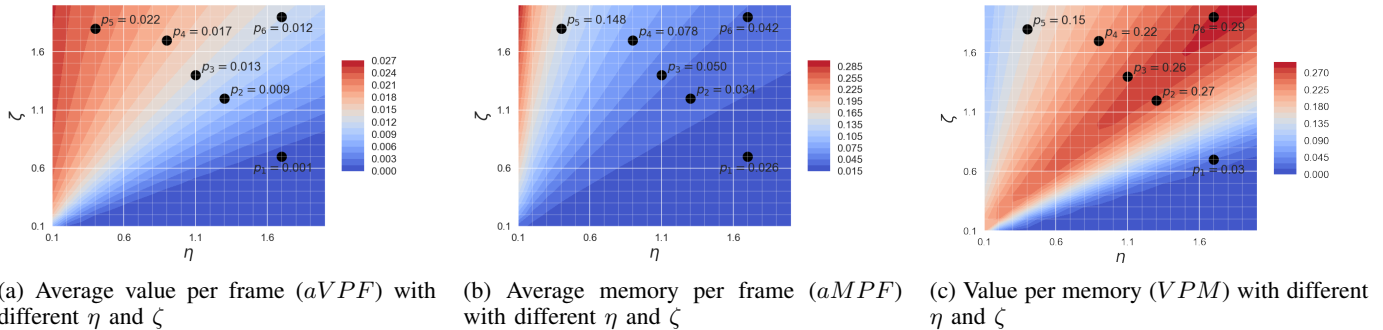 p5 = 0.022
p4 = 0.017
p6 = 0.012
p3 = 0.013
p2 = 0.009
p1 = 0.001
1.6
1.1
0.6
0.1
ζ
0.1 0.6 1.1 1.6
η
0.027
0.024
0.021
0.018
0.015
0.012
0.009
0.006
0.003
0.000
p5 = 0.148
p4 = 0.078
p6 = 0.042
p3 = 0.050
p2 = 0.034
p1 = 0.026
1.6
1.1
0.6
0.1
ζ
0.1 0.6 1.1 1.6
η
0.285
0.255
0.225
0.195
0.165
0.135
0.105
0.075
0.045
0.015
p5 = 0.15
p4 = 0.22
p6 = 0.29
p3 = 0.26
p2 = 0.27
p1 = 0.03
1.6
1.1
0.6
0.1
ζ
0.1 0.6 1.1 1.6
η
0.270
0.225
0.180
0.135
0.090
0.045
0.000
(a) Average value per frame (aVPF) with
different η and ζ
(b) Average memory per frame (aMPF)
with different η and ζ
(c) Value per memory (VPM) with different
η and ζ